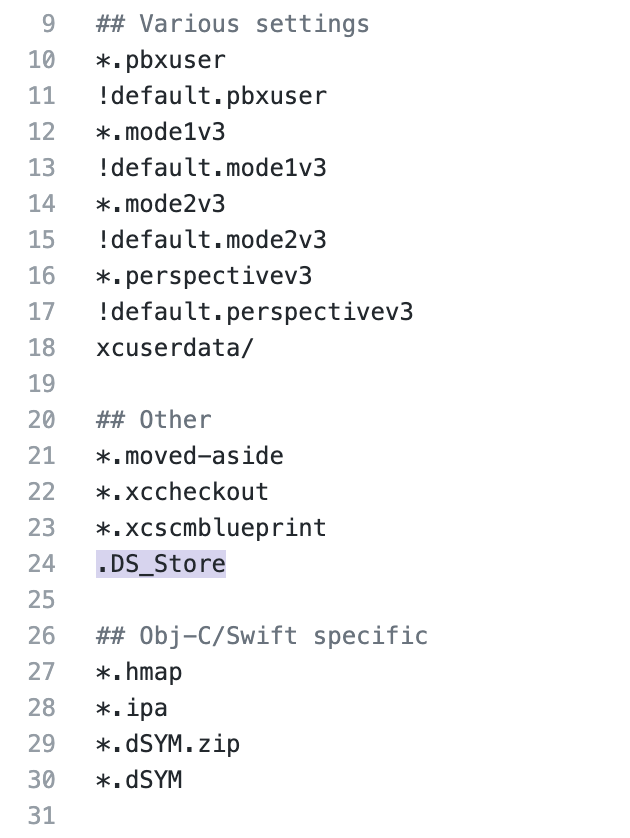 9 ## Various settings
10 *.pbxuser
11 !default.pbxuser
12 *.mode1v3
13 !default.mode1v3
14 *.mode2v3
15 !default.mode2v3
16 *.perspectivev3
17 !default.perspectivev3
18 xcuserdata/
19
20 ## Other
21 *.moved-aside
22 *.xccheckout
23 *.xcscmblueprint
24 .DS_Store
25
26 ## Obj-C/Swift specific
27 *.hmap
28 *.ipa
29 *.dSYM.zip
30 *.dSYM
31